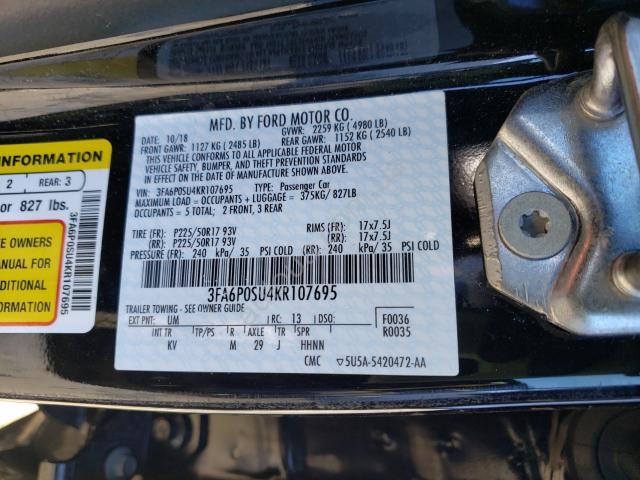 MFD. BY FORD MOTOR CO.
DATE: 10/18 GVWR: 2259 KG ( 4980 LB)
FRONT GAWR: 1127 KG ( 2485 LB) REAR GAWR: 1152 KG ( 2540 LB)
THIS VEHICLE CONFORMS TO ALL APPLICABLE FEDERAL MOTOR
VEHICLE SAFETY, BUMPER, AND THEFT PREVENTION STANDARDS
IN EFFECT ON THE DATE OF MANUFACTURE SHOWN ABOVE.
VIN: 3FA6P0SU4KR107695 TYPE: Passenger Car
MAXIMUM LOAD = OCCUPANTS + LUGGAGE = 375KG/ 827LB
OCCUPANTS = 5 TOTAL; 2 FRONT, 3 REAR
TIRE (FR): P225/50R17 93V RIMS (FR): 17x7.5J
(RR): P225/50R17 93V (RR): 17x7.5J
PRESSURE (FR): 240 kPa/ 35 PSI COLD (RR): 240 kPa/ 35 PSI COLD
3FA6P0SU4KR107695
TRAILER TOWING - SEE OWNER GUIDE
EXT PNT: UM RC: 13 DSO: F0036
INT TR TP/PS R AXLE TR SPR R0035
KV M 29 J HHNN
CMC ▽5U5A-5420472-AA
INFORMATION
2 REAR: 3
or 827 lbs.
SEE OWNERS
MANUAL FOR
ADDITIONAL
INFORMATION
3FA6P0SU4KR107695